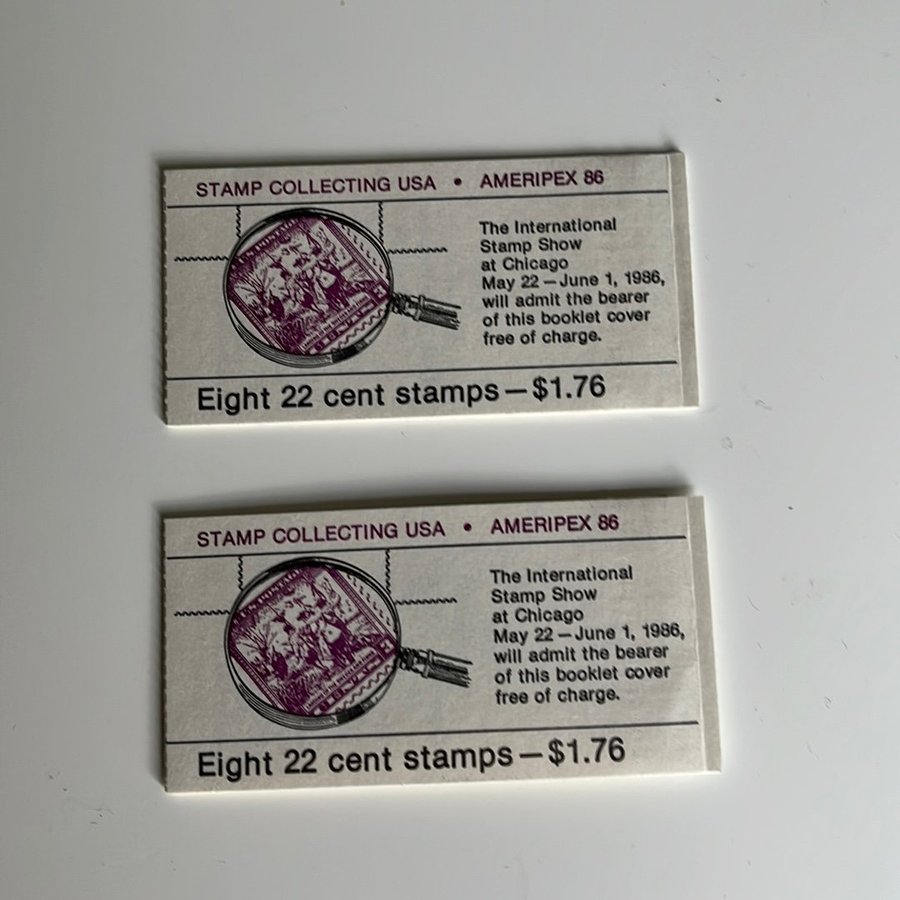 STAMP COLLECTING USA • AMERIPEX 86
U.S. POSTAGE
The International
Stamp Show
at Chicago
May 22 — June 1, 1986,
will admit the bearer
of this booklet cover
free of charge.
Eight 22 cent stamps — $1.76
STAMP COLLECTING USA • AMERIPEX 86
U.S. POSTAGE
The International
Stamp Show
at Chicago
May 22 — June 1, 1986,
will admit the bearer
of this booklet cover
free of charge.
Eight 22 cent stamps — $1.76